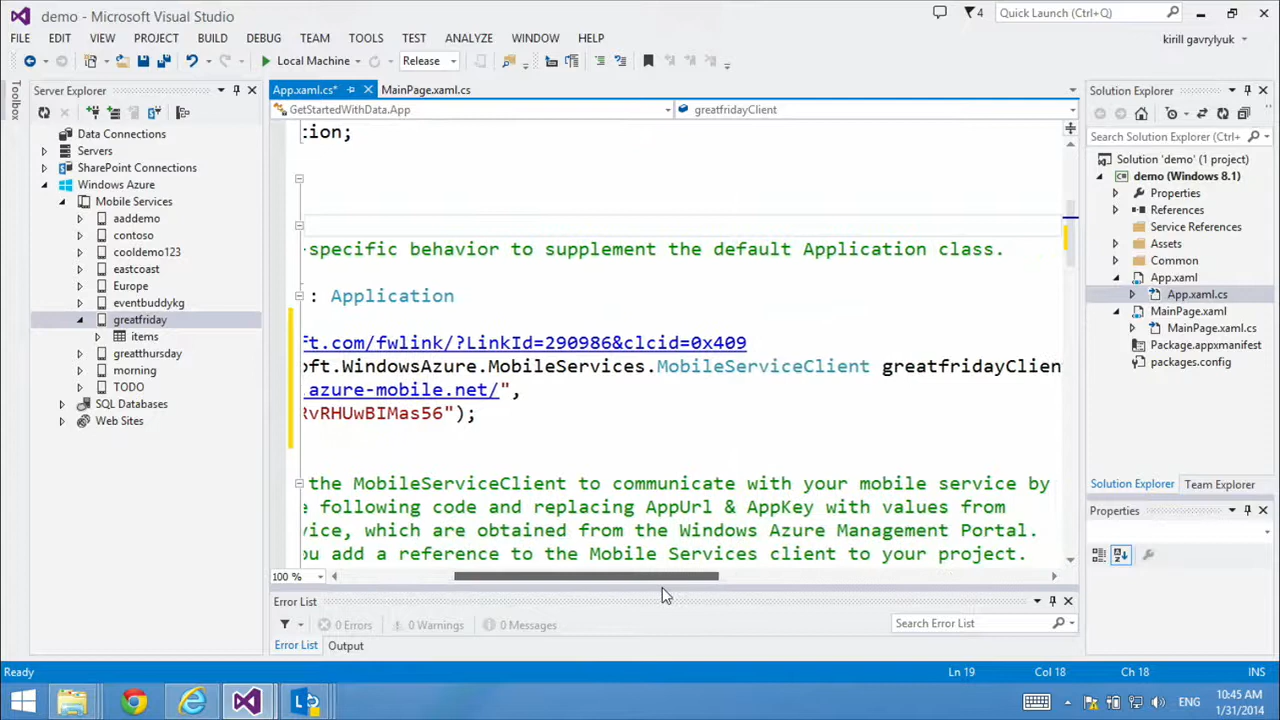 demo - Microsoft Visual Studio
4
Quick Launch (Ctrl+Q)
FILE EDIT VIEW PROJECT BUILD DEBUG TEAM TOOLS TEST ANALYZE WINDOW HELP
kirill gavrylyuk
Local Machine
Release
Toolbox
Server Explorer
Data Connections
Servers
SharePoint Connections
Windows Azure
Mobile Services
aaddemo
contoso
cooldemo123
eastcoast
Europe
eventbuddykg
greatfriday
items
greatthursday
morning
TODO
SQL Databases
Web Sites
App.xaml.cs*
MainPage.xaml.cs
GetStartedWithData.App
greatfridayClient
:ion;
specific behavior to supplement the default Application class.
: Application
ft.com/fwlink/?LinkId=290986&clcid=0x409
oft.WindowsAzure.MobileServices.MobileServiceClient greatfridayClien
azure-mobile.net/",
RvRHUwBIMas56");
the MobileServiceClient to communicate with your mobile service by
e following code and replacing AppUrl & AppKey with values from
vice, which are obtained from the Windows Azure Management Portal.
ou add a reference to the Mobile Services client to your project.
100 %
Error List
0 Errors
0 Warnings
0 Messages
Search Error List
Error List
Output
Solution Explorer
Search Solution Explorer (Ctrl+
Solution 'demo' (1 project)
demo (Windows 8.1)
Properties
References
Service References
Assets
Common
App.xaml
App.xaml.cs
MainPage.xaml
MainPage.xaml.cs
Package.appxmanifest
packages.config
Solution Explorer
Team Explorer
Properties
Ready
Ln 19
Col 18
Ch 18
INS
ENG
10:45 AM
1/31/2014